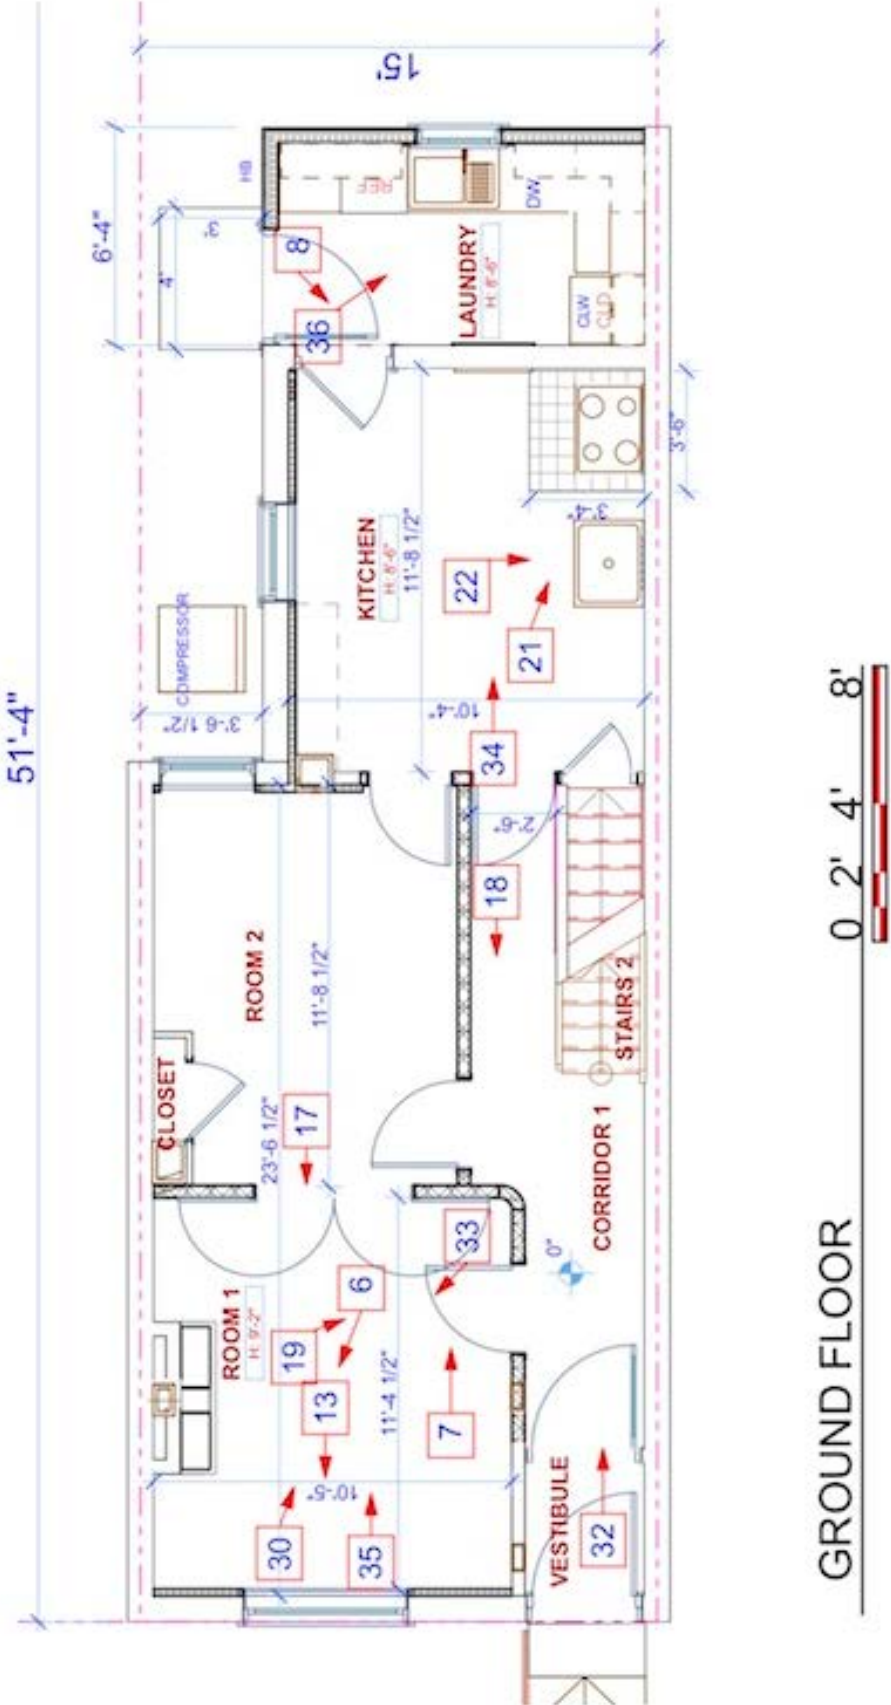 15'
51'-4"
6'-4"
HB
3'
4'
8
36
REF
DW
LAUNDRY
H: 8'-6"
CLW
CLD
3'-6"
3'-4"
KITCHEN
H: 8'-6"
11'-8 1/2"
22
21
COMPRESSOR
3'-6 1/2"
10'-4"
34
2'-6"
18
ROOM 2
11'-8 1/2"
STAIRS 2
CLOSET
23'-6 1/2"
17
CORRIDOR 1
0"
33
6
ROOM 1
H: 9'-2"
19
13
11'-4 1/2"
7
10'-5"
30
35
VESTIBULE
32
GROUND FLOOR
0 2' 4' 8'